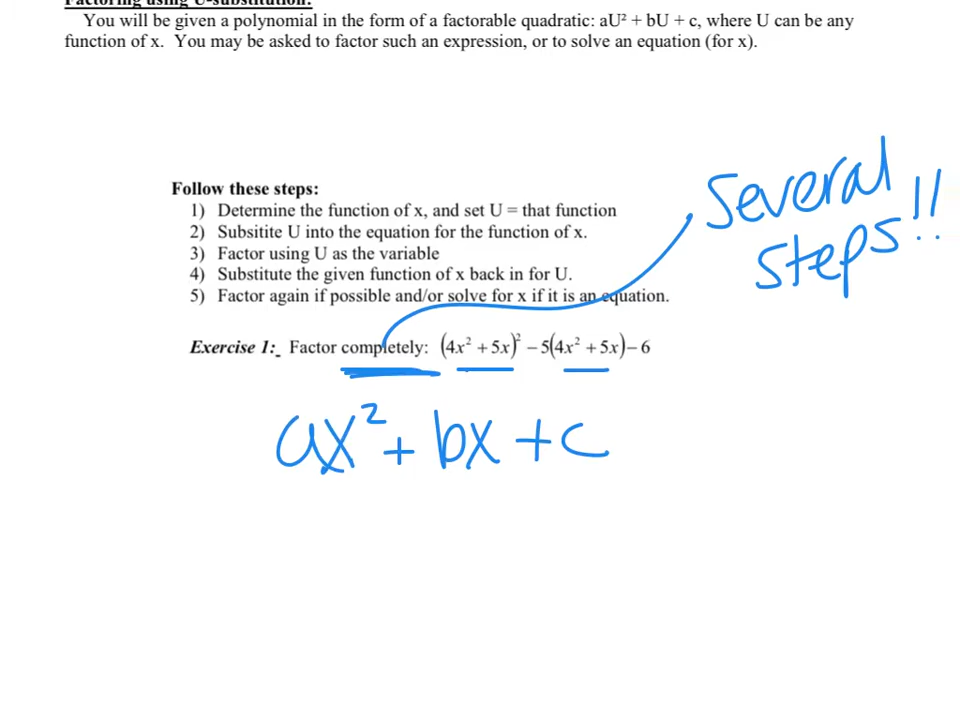 Factoring using U-substitution:
You will be given a polynomial in the form of a factorable quadratic: aU² + bU + c, where U can be any
function of x. You may be asked to factor such an expression, or to solve an equation (for x).
Follow these steps:
1) Determine the function of x, and set U = that function
2) Subsitite U into the equation for the function of x.
3) Factor using U as the variable
4) Substitute the given function of x back in for U.
5) Factor again if possible and/or solve for x if it is an equation.
Several
steps!!
Exercise 1: Factor completely: (4x² + 5x)² – 5(4x² + 5x) – 6
ax² + bx + c